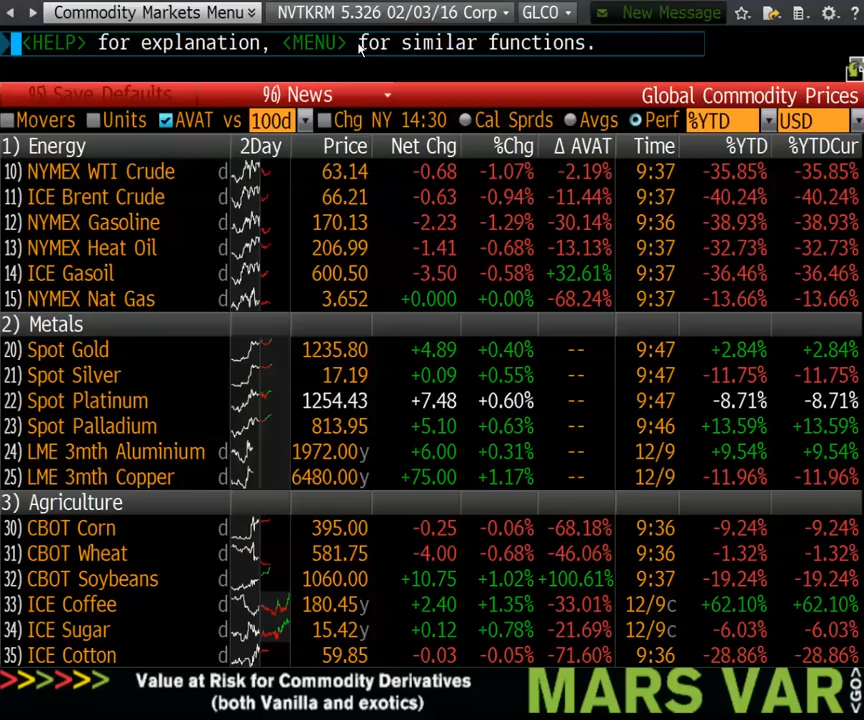 Commodity Markets Menu NVTKRM 5.326 02/03/16 Corp GLCO New Message
<HELP> for explanation, <MENU> for similar functions.
95) Save Defaults 96) News Global Commodity Prices
Movers Units AVAT vs 100d Chg NY 14:30 Cal Sprds Avgs Perf %YTD USD
1) Energy 2Day Price Net Chg %Chg Δ AVAT Time %YTD %YTDCur
10) NYMEX WTI Crude d 63.14 -0.68 -1.07% -2.19% 9:37 -35.85% -35.85%
11) ICE Brent Crude d 66.21 -0.63 -0.94% -11.44% 9:37 -40.24% -40.24%
12) NYMEX Gasoline d 170.13 -2.23 -1.29% -30.14% 9:36 -38.93% -38.93%
13) NYMEX Heat Oil d 206.99 -1.41 -0.68% -13.13% 9:37 -32.73% -32.73%
14) ICE Gasoil d 600.50 -3.50 -0.58% +32.61% 9:37 -36.46% -36.46%
15) NYMEX Nat Gas d 3.652 +0.000 +0.00% -68.24% 9:37 -13.66% -13.66%
2) Metals
20) Spot Gold d 1235.80 +4.89 +0.40% -- 9:47 +2.84% +2.84%
21) Spot Silver d 17.19 +0.09 +0.55% -- 9:47 -11.75% -11.75%
22) Spot Platinum d 1254.43 +7.48 +0.60% -- 9:47 -8.71% -8.71%
23) Spot Palladium d 813.95 +5.10 +0.63% -- 9:46 +13.59% +13.59%
24) LME 3mth Aluminium d 1972.00y +6.00 +0.31% -- 12/9 +9.54% +9.54%
25) LME 3mth Copper d 6480.00y +75.00 +1.17% -- 12/9 -11.96% -11.96%
3) Agriculture
30) CBOT Corn d 395.00 -0.25 -0.06% -68.18% 9:36 -9.24% -9.24%
31) CBOT Wheat d 581.75 -4.00 -0.68% -46.06% 9:36 -1.32% -1.32%
32) CBOT Soybeans d 1060.00 +10.75 +1.02% +100.61% 9:37 -19.24% -19.24%
33) ICE Coffee d 180.45y +2.40 +1.35% -33.01% 12/9c +62.10% +62.10%
34) ICE Sugar d 15.42y +0.12 +0.78% -21.69% 12/9c -6.03% -6.03%
35) ICE Cotton d 59.85 -0.03 -0.05% -71.60% 9:36 -28.86% -28.86%
Value at Risk for Commodity Derivatives
(both Vanilla and exotics)
MARS VAR
<GO>